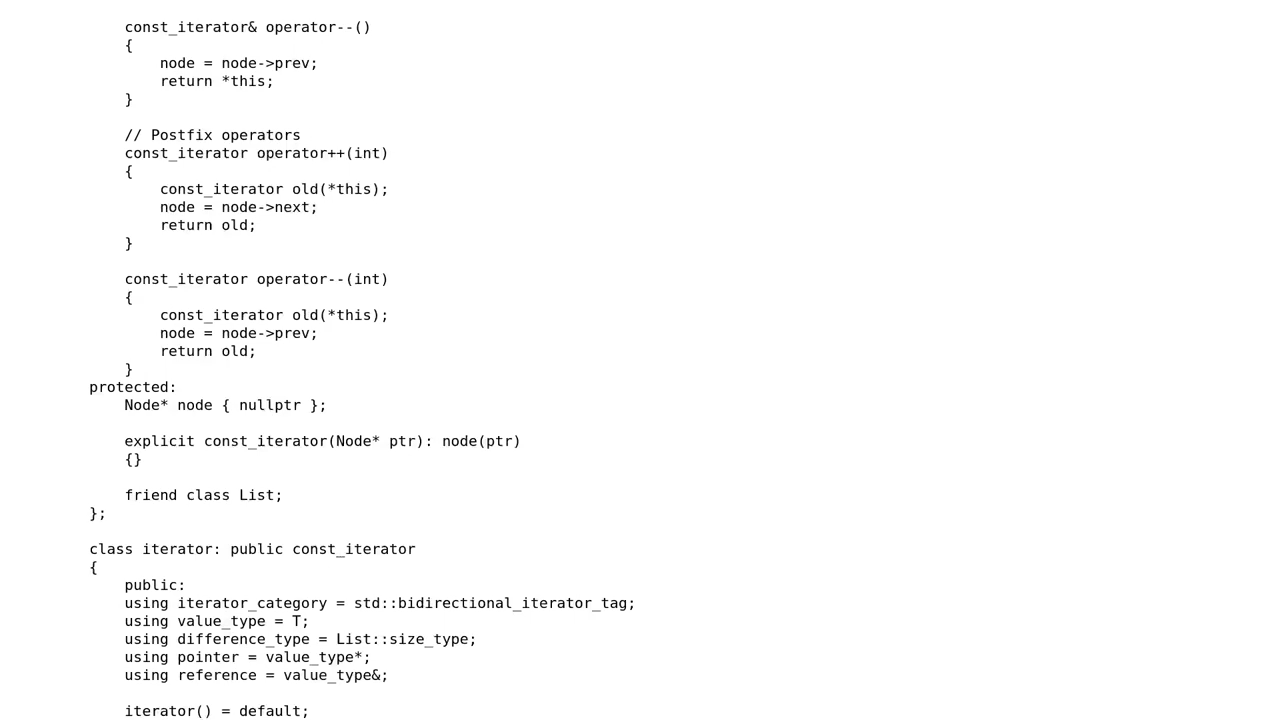 const_iterator& operator--()
{
node = node->prev;
return *this;
}
// Postfix operators
const_iterator operator++(int)
{
const_iterator old(*this);
node = node->next;
return old;
}
const_iterator operator--(int)
{
const_iterator old(*this);
node = node->prev;
return old;
}
protected:
Node* node { nullptr };
explicit const_iterator(Node* ptr): node(ptr)
{}
friend class List;
};
class iterator: public const_iterator
{
public:
using iterator_category = std::bidirectional_iterator_tag;
using value_type = T;
using difference_type = List::size_type;
using pointer = value_type*;
using reference = value_type&;
iterator() = default;